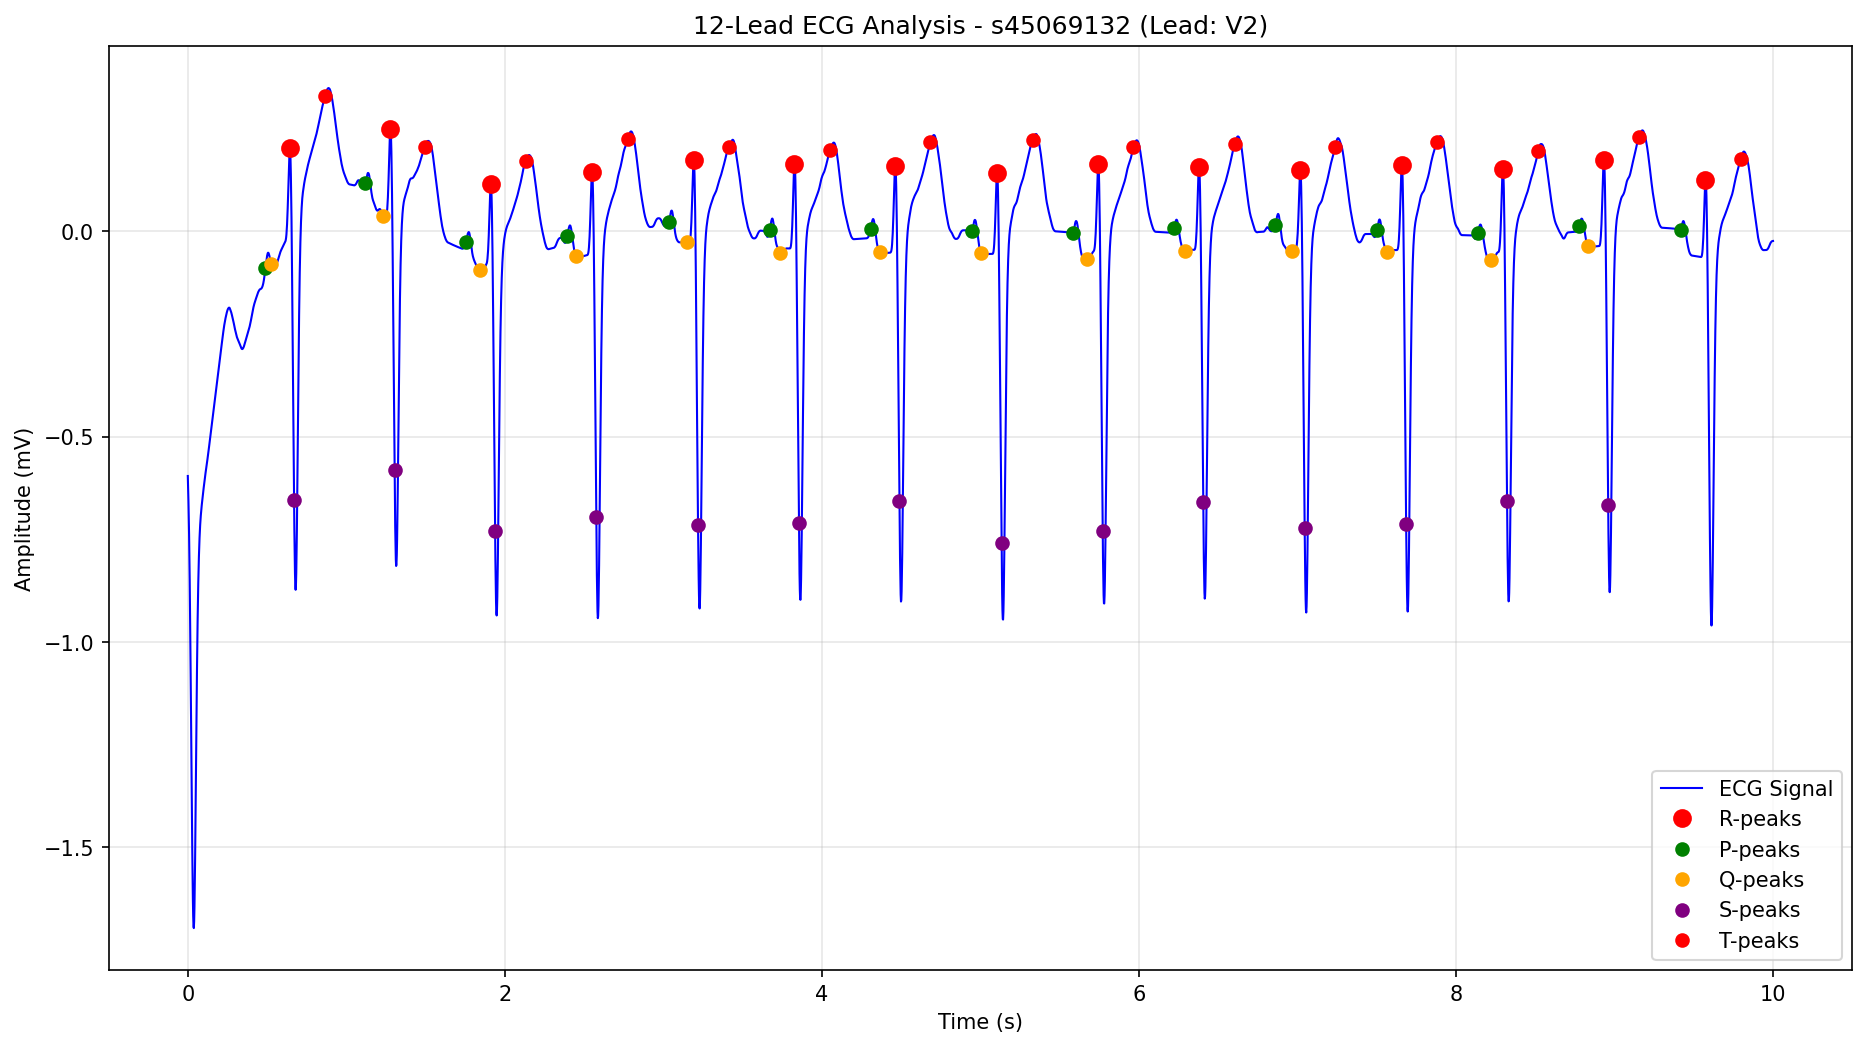 12-Lead ECG Analysis - s45069132 (Lead: V2)
0.0
−0.5
−1.0
−1.5
Amplitude (mV)
0
2
4
6
8
10
Time (s)
ECG Signal
R-peaks
P-peaks
Q-peaks
S-peaks
T-peaks